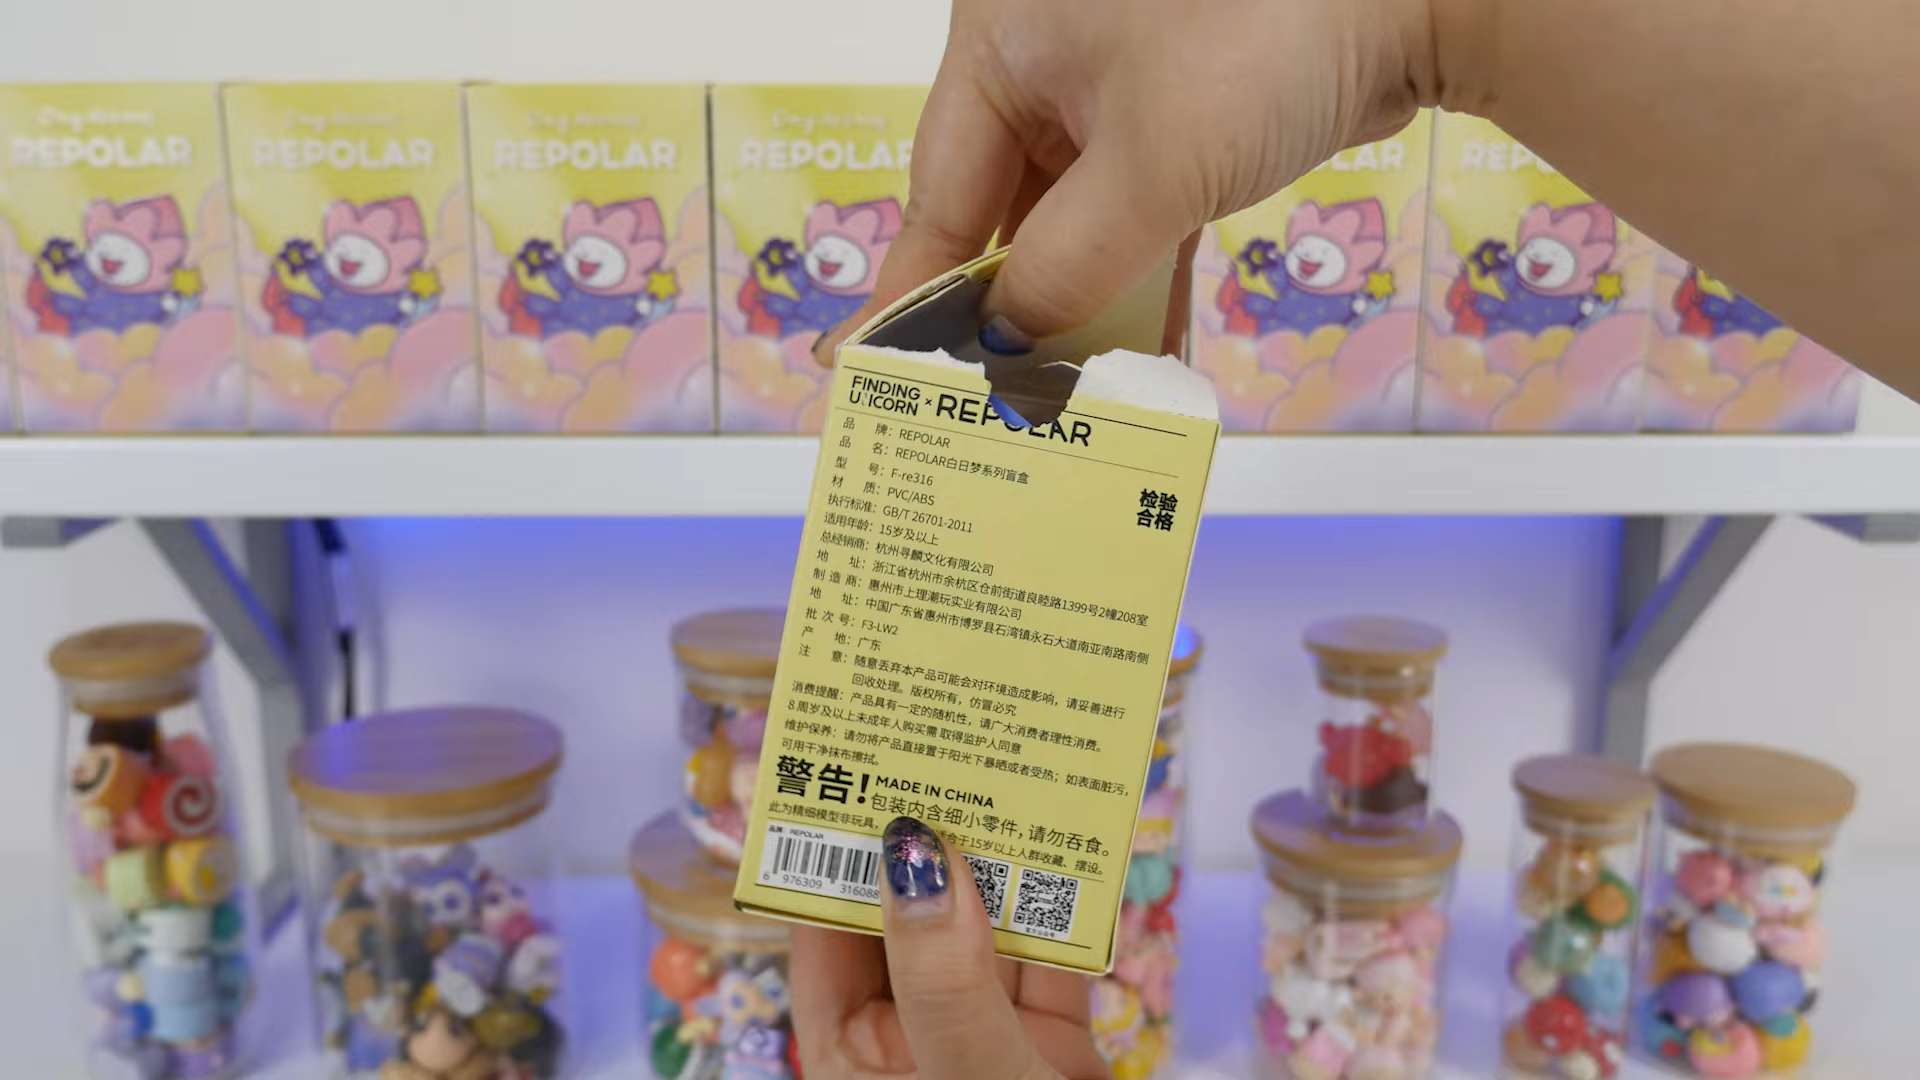 REPOLAR
REPOLAR
REPOLAR
REPOLAR
FINDING
UNICORN × REPOLAR
品 牌：REPOLAR
品 名：REPOLAR白日梦系列盲盒
型 号：F-re316
材 质：PVC/ABS
执行标准：GB/T 26701-2011
适用年龄：15岁及以上
总经销商：杭州寻麟文化有限公司
地 址：浙江省杭州市余杭区仓前街道良睦路1399号2幢208室
制 造 商：惠州市上理潮玩实业有限公司
地 址：中国广东省惠州市博罗县石湾镇永石大道南亚南路南侧
批 次 号：F3-LW2
产 地：广东
注 意：随意丢弃本产品可能会对环境造成影响，请妥善进行
回收处理。版权所有，仿冒必究
消费提醒：产品具有一定的随机性，请广大消费者理性消费。
8周岁及以上未成年人购买需 取得监护人同意
维护保养：请勿将产品直接置于阳光下暴晒或者受热；如表面脏污，
可用干净抹布擦拭。
检验
合格
警告！MADE IN CHINA
包装内含细小零件，请勿吞食。
此为精细模型非玩具，适合于15岁以上人群收藏、摆设。
品牌：REPOLAR
6 976309 316088
官方公众号